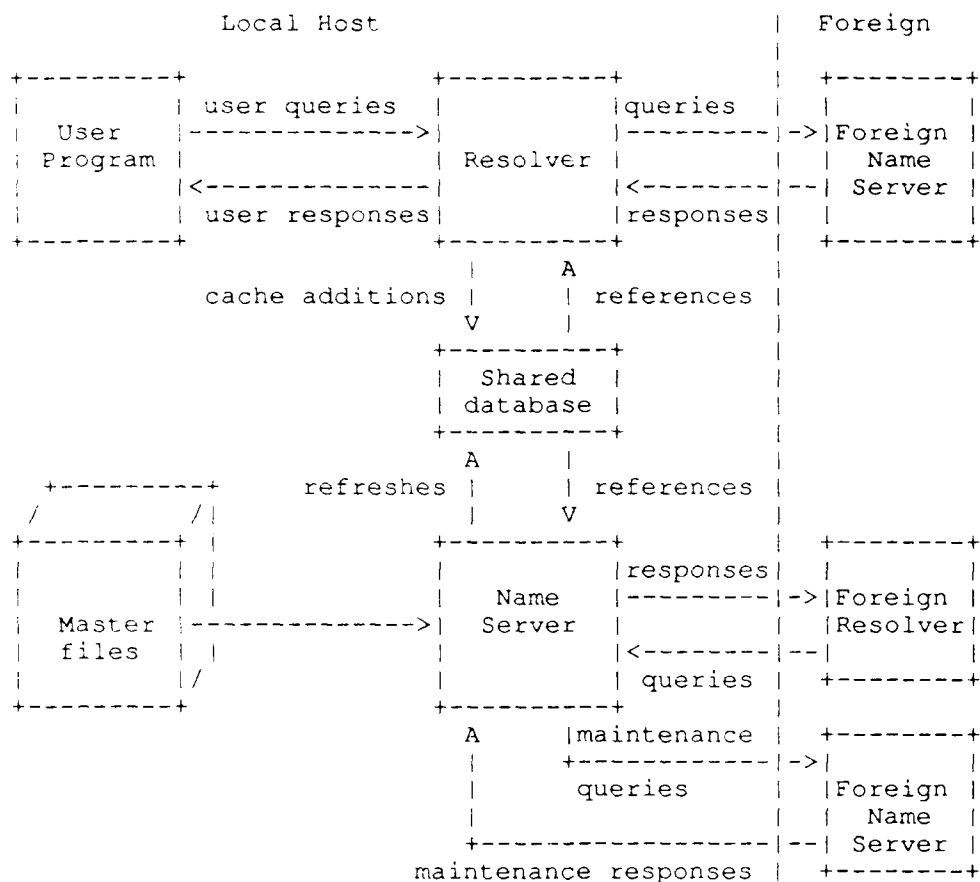 Local Host | Foreign
user queries queries
User Foreign
Program Resolver Name
Server
user responses responses
cache additions references
Shared
database
refreshes references
responses
Name Foreign
Master Server Resolver
files
queries
maintenance
queries Foreign
Name
Server
maintenance responses